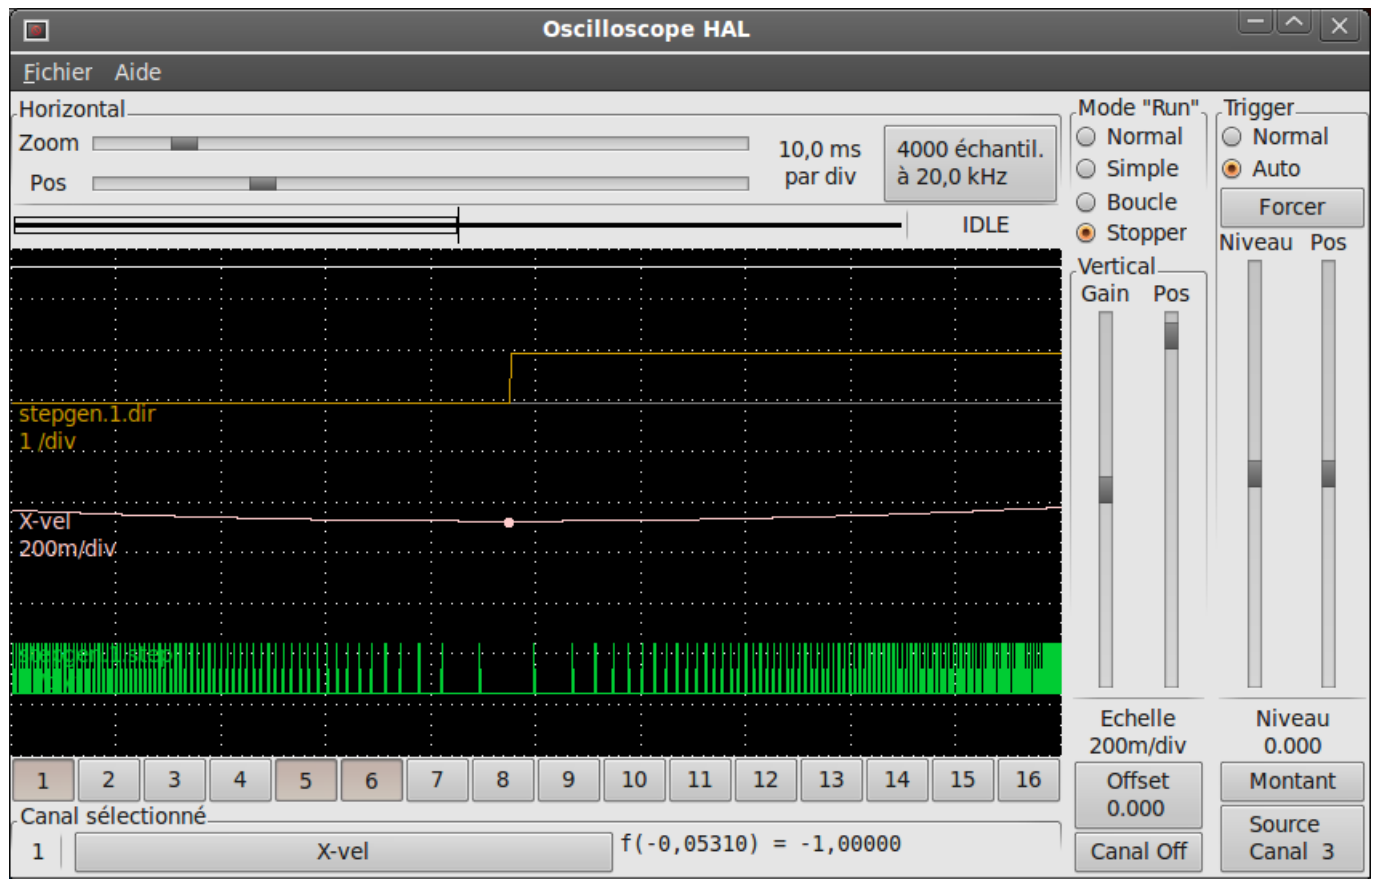 Oscilloscope HAL
Fichier Aide
Horizontal
Zoom
Pos
10,0 ms
par div
4000 échantil.
à 20,0 kHz
IDLE
Mode "Run"
Normal
Simple
Boucle
Stopper
Trigger
Normal
Auto
Forcer
Niveau Pos
Vertical
Gain Pos
stepgen.1.dir
1 /div
X-vel
200m/div
stepgen.1.step
Echelle
200m/div
Offset
0.000
Canal Off
Niveau
0.000
Montant
Source
Canal 3
1 2 3 4 5 6 7 8 9 10 11 12 13 14 15 16
Canal sélectionné
1 X-vel f(-0,05310) = -1,00000